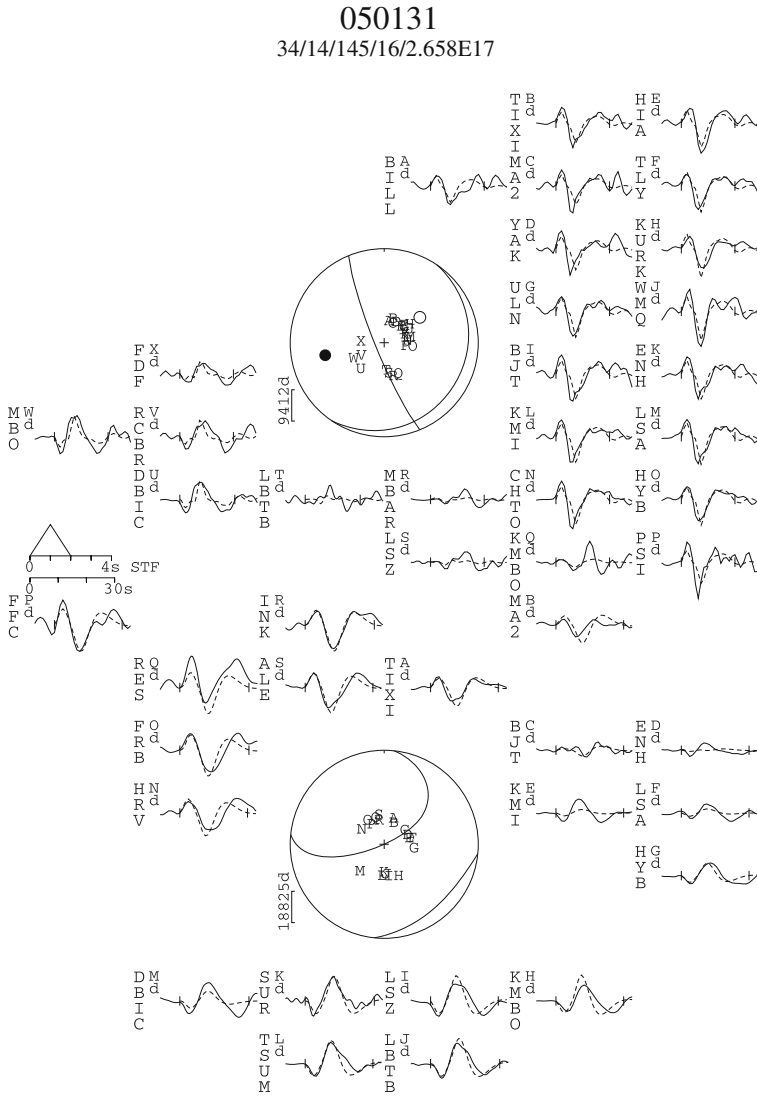 050131
34/14/145/16/2.658E17
TIXI B d
HIA E d
BILL A d
MA2 C d
TLY F d
YAK D d
KURK H d
ULN G d
WMQ J d
FDF X d
BJT I d
ENH K d
9412d
MBO W d
RCBR V d
KMI L d
LSA M d
DBIC U d
LBTB T d
MBAR R d
CHTO N d
HYB O d
LSZ S d
KMBO Q d
PSI P d
0 4s STF
0 30s
FFC P d
INK R d
MA2 B d
RES Q d
ALE S d
TIXI A d
FRB O d
BJT C d
ENH D d
HRV N d
KMI E d
LSA F d
HYB G d
18825d
DBIC M d
SUR K d
LSZ I d
KMBO H d
TSUM L d
LBTB J d